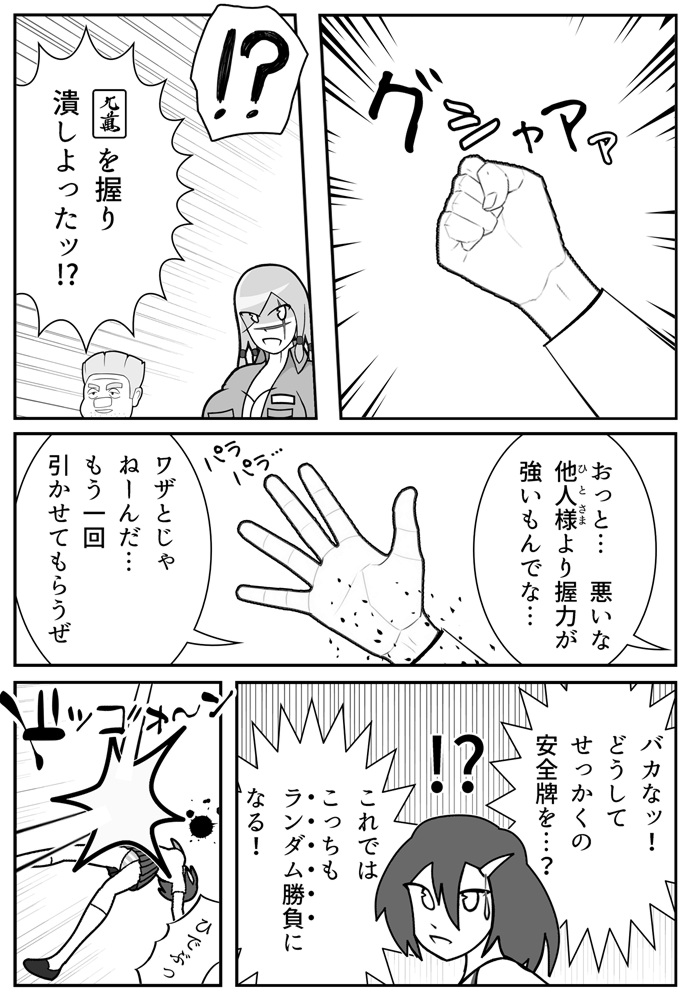 グシャアァ
!?
九萬を握り
潰しよったッ!?
おっと… 悪いな
他人様より握力が
ひとさま
強いもんでな…
パラ
パラ…
ワザとじゃ
ねーんだ…
もう一回
引かせてもらうぜ
バカなッ!
どうして
せっかくの
安全牌を…?
!?
これでは
こっちも
ランダム勝負に
なる!
ひでぶっ